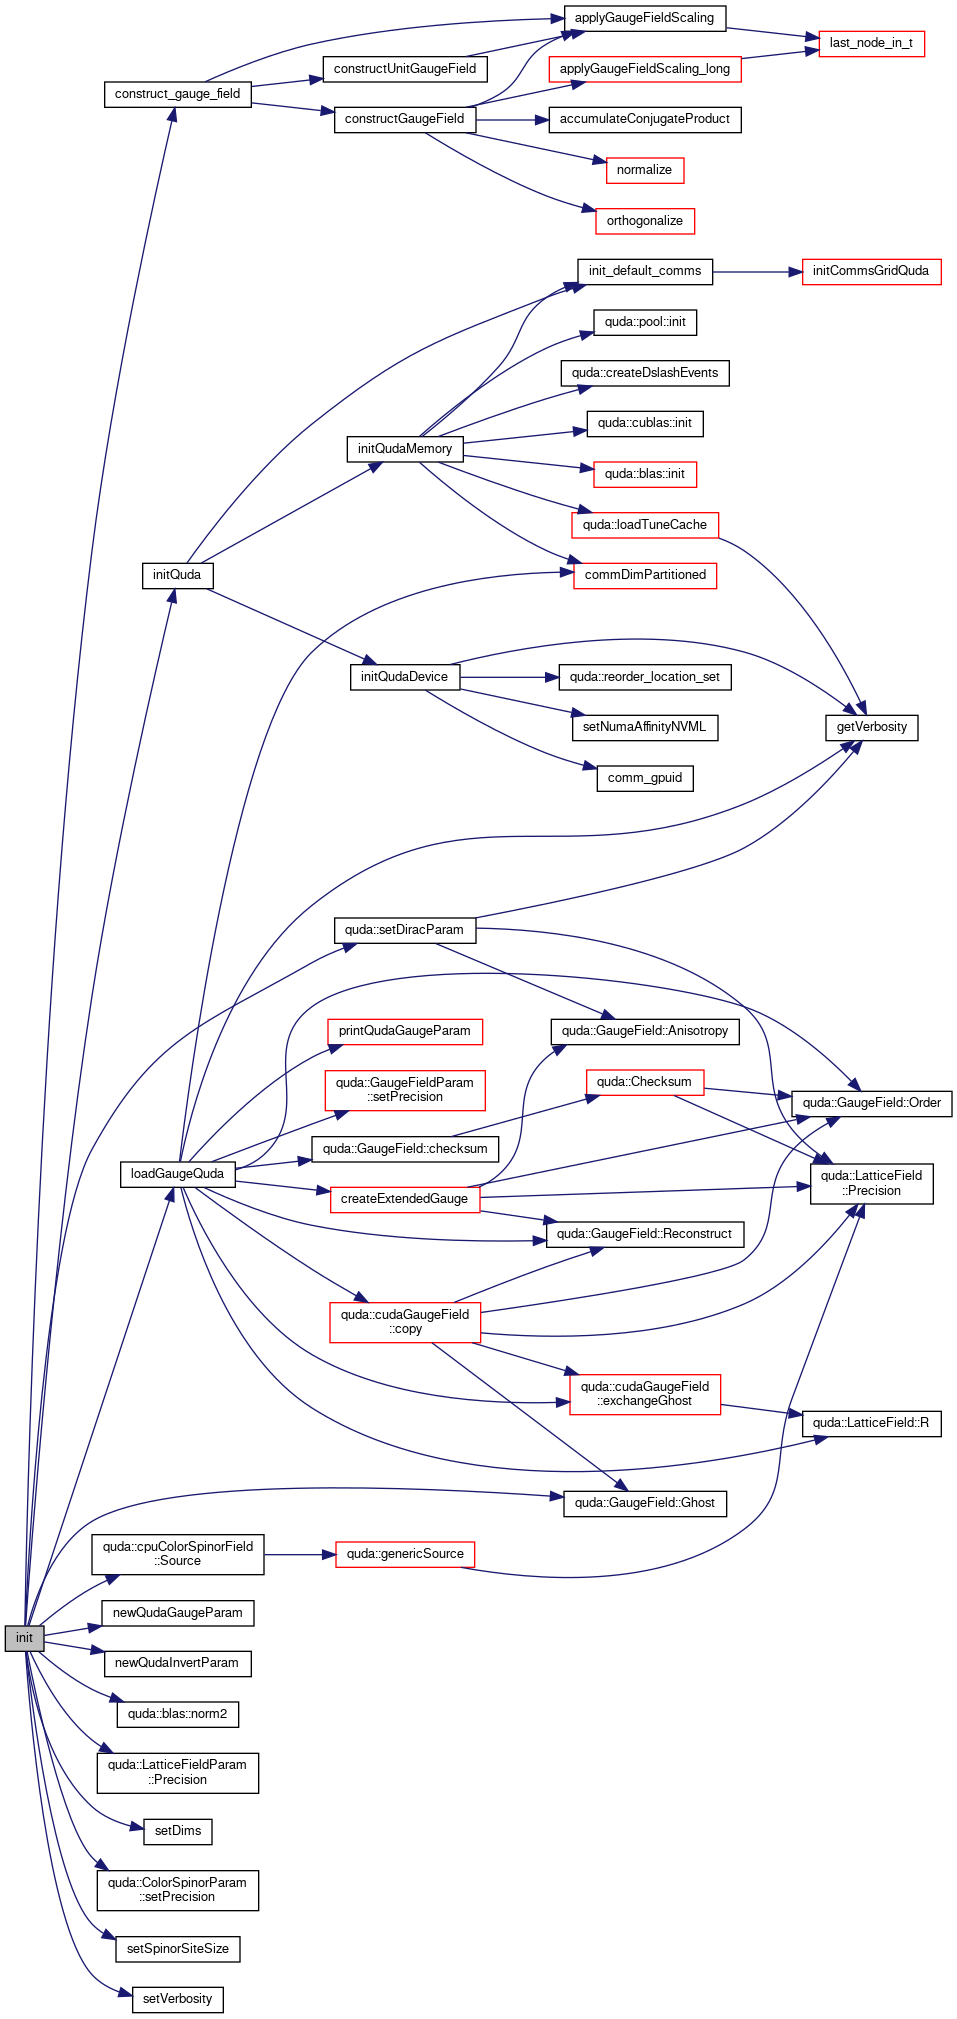 applyGaugeFieldScaling
last_node_in_t
constructUnitGaugeField
applyGaugeFieldScaling_long
construct_gauge_field
constructGaugeField
accumulateConjugateProduct
normalize
orthogonalize
init_default_comms
initCommsGridQuda
quda::pool::init
quda::createDslashEvents
quda::cublas::init
initQudaMemory
quda::blas::init
quda::loadTuneCache
initQuda
commDimPartitioned
initQudaDevice
quda::reorder_location_set
setNumaAffinityNVML
getVerbosity
comm_gpuid
quda::setDiracParam
printQudaGaugeParam
quda::GaugeField::Anisotropy
quda::GaugeFieldParam
::setPrecision
quda::Checksum
quda::GaugeField::Order
quda::GaugeField::checksum
loadGaugeQuda
createExtendedGauge
quda::LatticeField
::Precision
quda::GaugeField::Reconstruct
quda::cudaGaugeField
::copy
quda::cudaGaugeField
::exchangeGhost
quda::LatticeField::R
quda::GaugeField::Ghost
quda::cpuColorSpinorField
::Source
quda::genericSource
newQudaGaugeParam
init
newQudaInvertParam
quda::blas::norm2
quda::LatticeFieldParam
::Precision
setDims
quda::ColorSpinorParam
::setPrecision
setSpinorSiteSize
setVerbosity